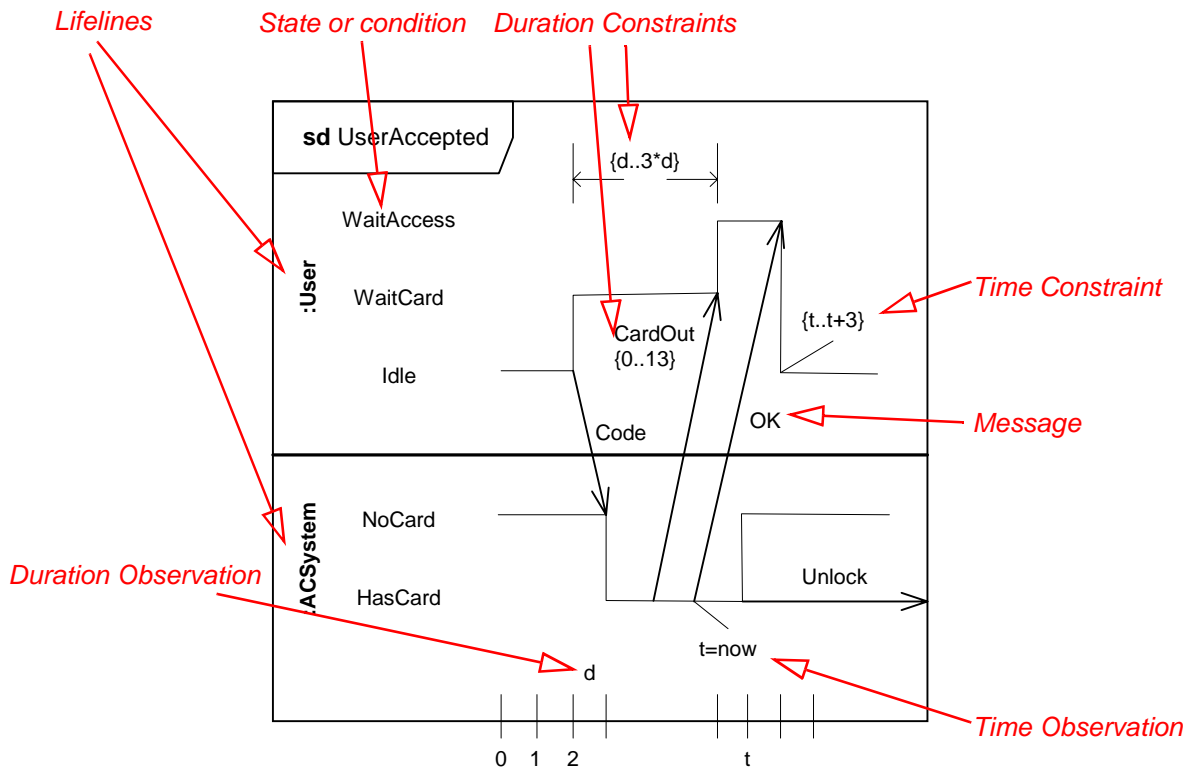 Lifelines
State or condition
Duration Constraints
sd UserAccepted
{d..3*d}
WaitAccess
:User
WaitCard
Time Constraint
{t..t+3}
CardOut
{0..13}
Idle
Code
OK
Message
:ACSystem
NoCard
Duration Observation
HasCard
Unlock
t=now
d
Time Observation
0 1 2 t